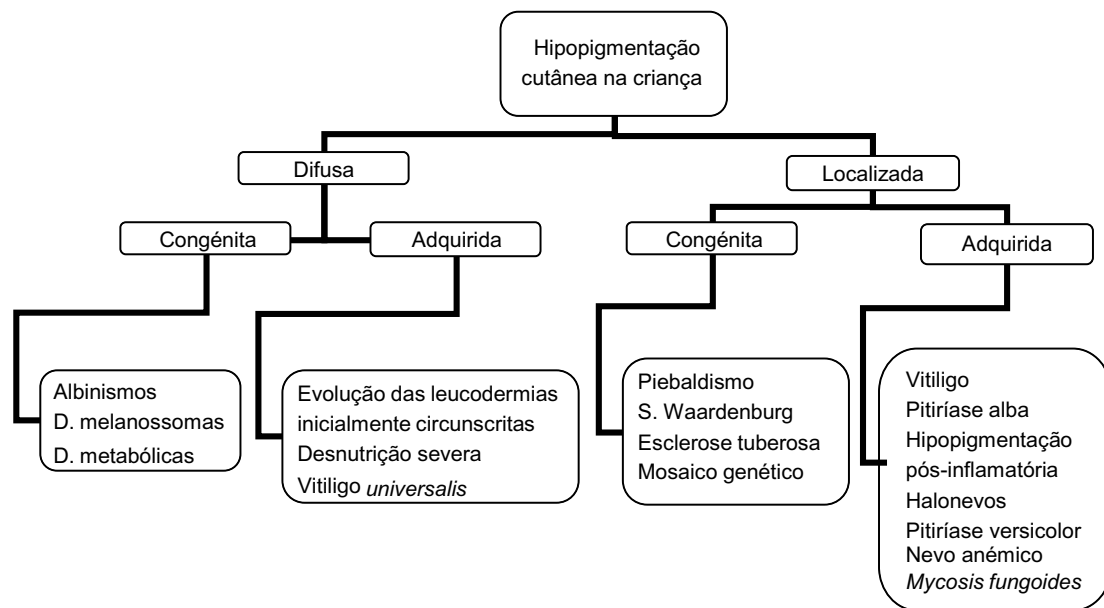 Hipopigmentação
cutânea na criança
Difusa
Localizada
Congénita
Adquirida
Congénita
Adquirida
Albinismos
D. melanossomas
D. metabólicas
Evolução das leucodermias
inicialmente circunscritas
Desnutrição severa
Vitiligo universalis
Piebaldismo
S. Waardenburg
Esclerose tuberosa
Mosaico genético
Vitiligo
Pitiríase alba
Hipopigmentação
pós-inflamatória
Halonevos
Pitiríase versicolor
Nevo anémico
Mycosis fungoides